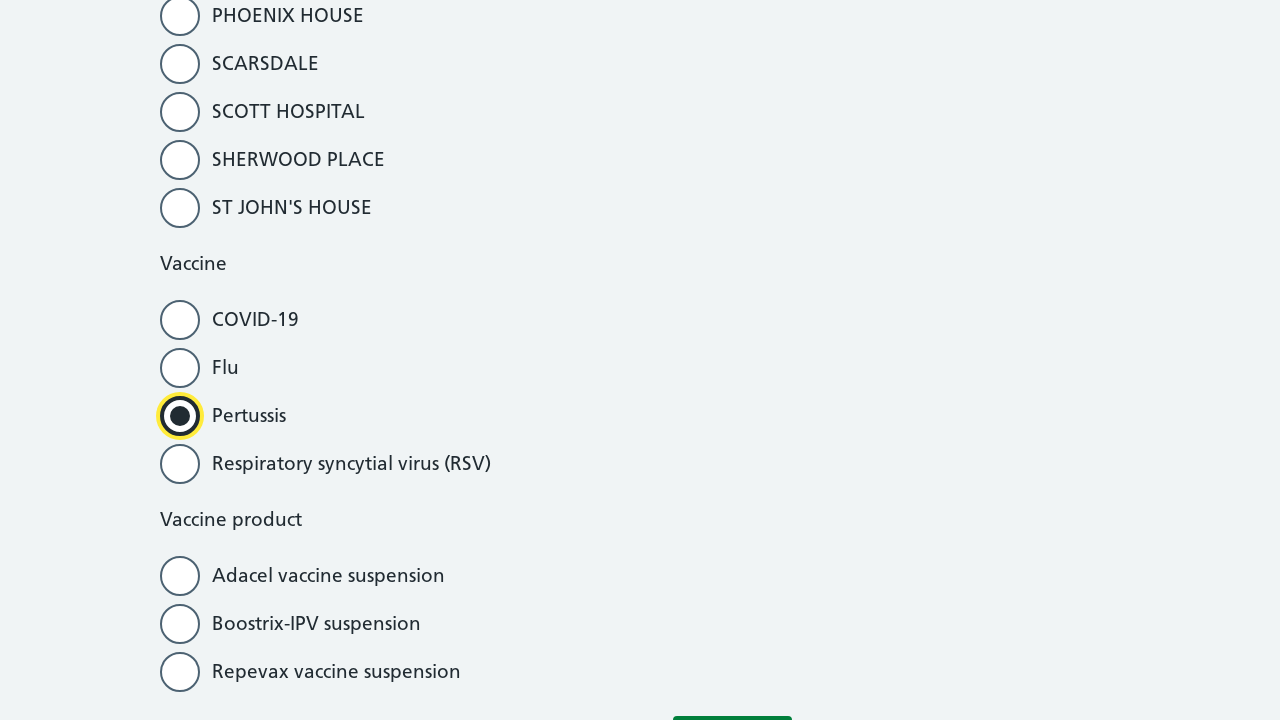 PHOENIX HOUSE
SCARSDALE
SCOTT HOSPITAL
SHERWOOD PLACE
ST JOHN'S HOUSE
Vaccine
COVID-19
Flu
Pertussis
Respiratory syncytial virus (RSV)
Vaccine product
Adacel vaccine suspension
Boostrix-IPV suspension
Repevax vaccine suspension